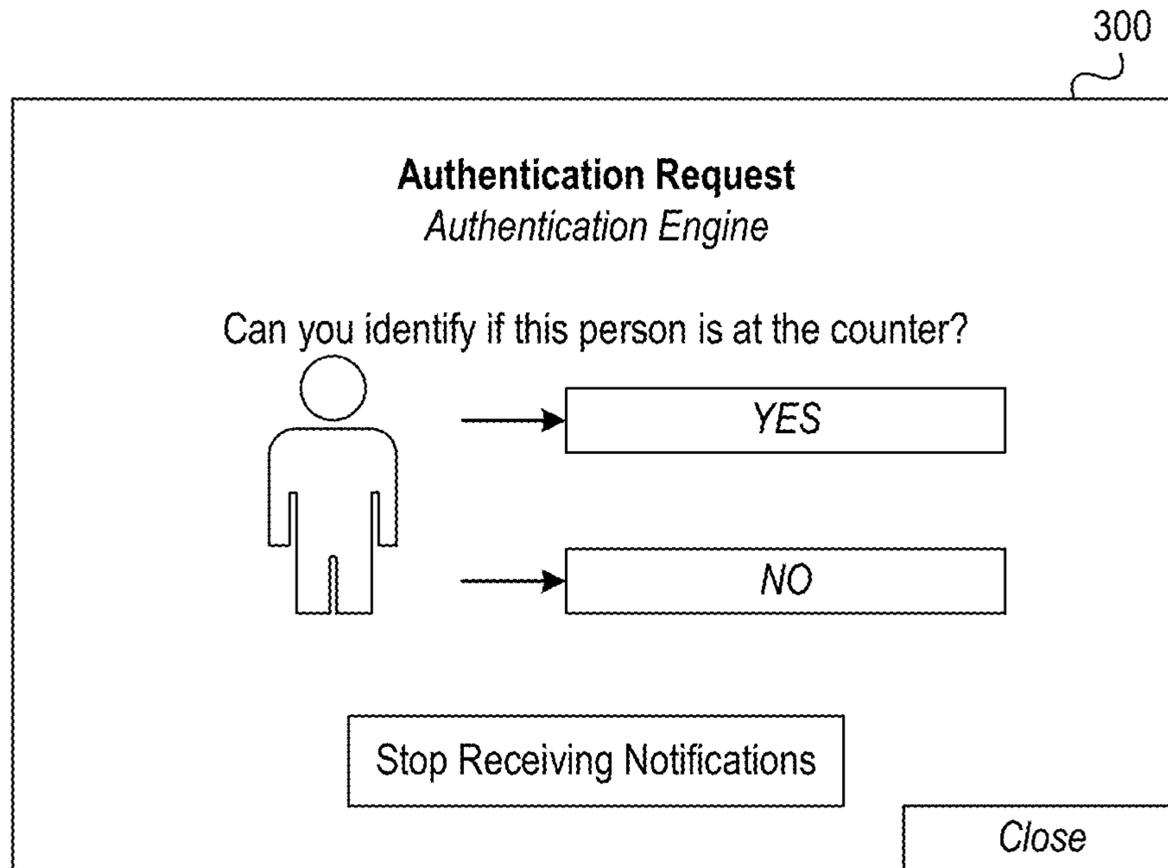 300
Authentication Request
Authentication Engine
Can you identify if this person is at the counter?
YES
NO
Stop Receiving Notifications
Close